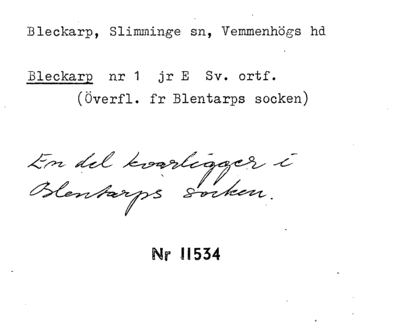 Bleckarp, Slimminge sn, Vemmenhögs hd
Bleckarp nr 1 jr E Sv. ortf.
(Överfl. fr Blentarps socken)
En del kvarligger i
Blentarps socken.
Nr 11534